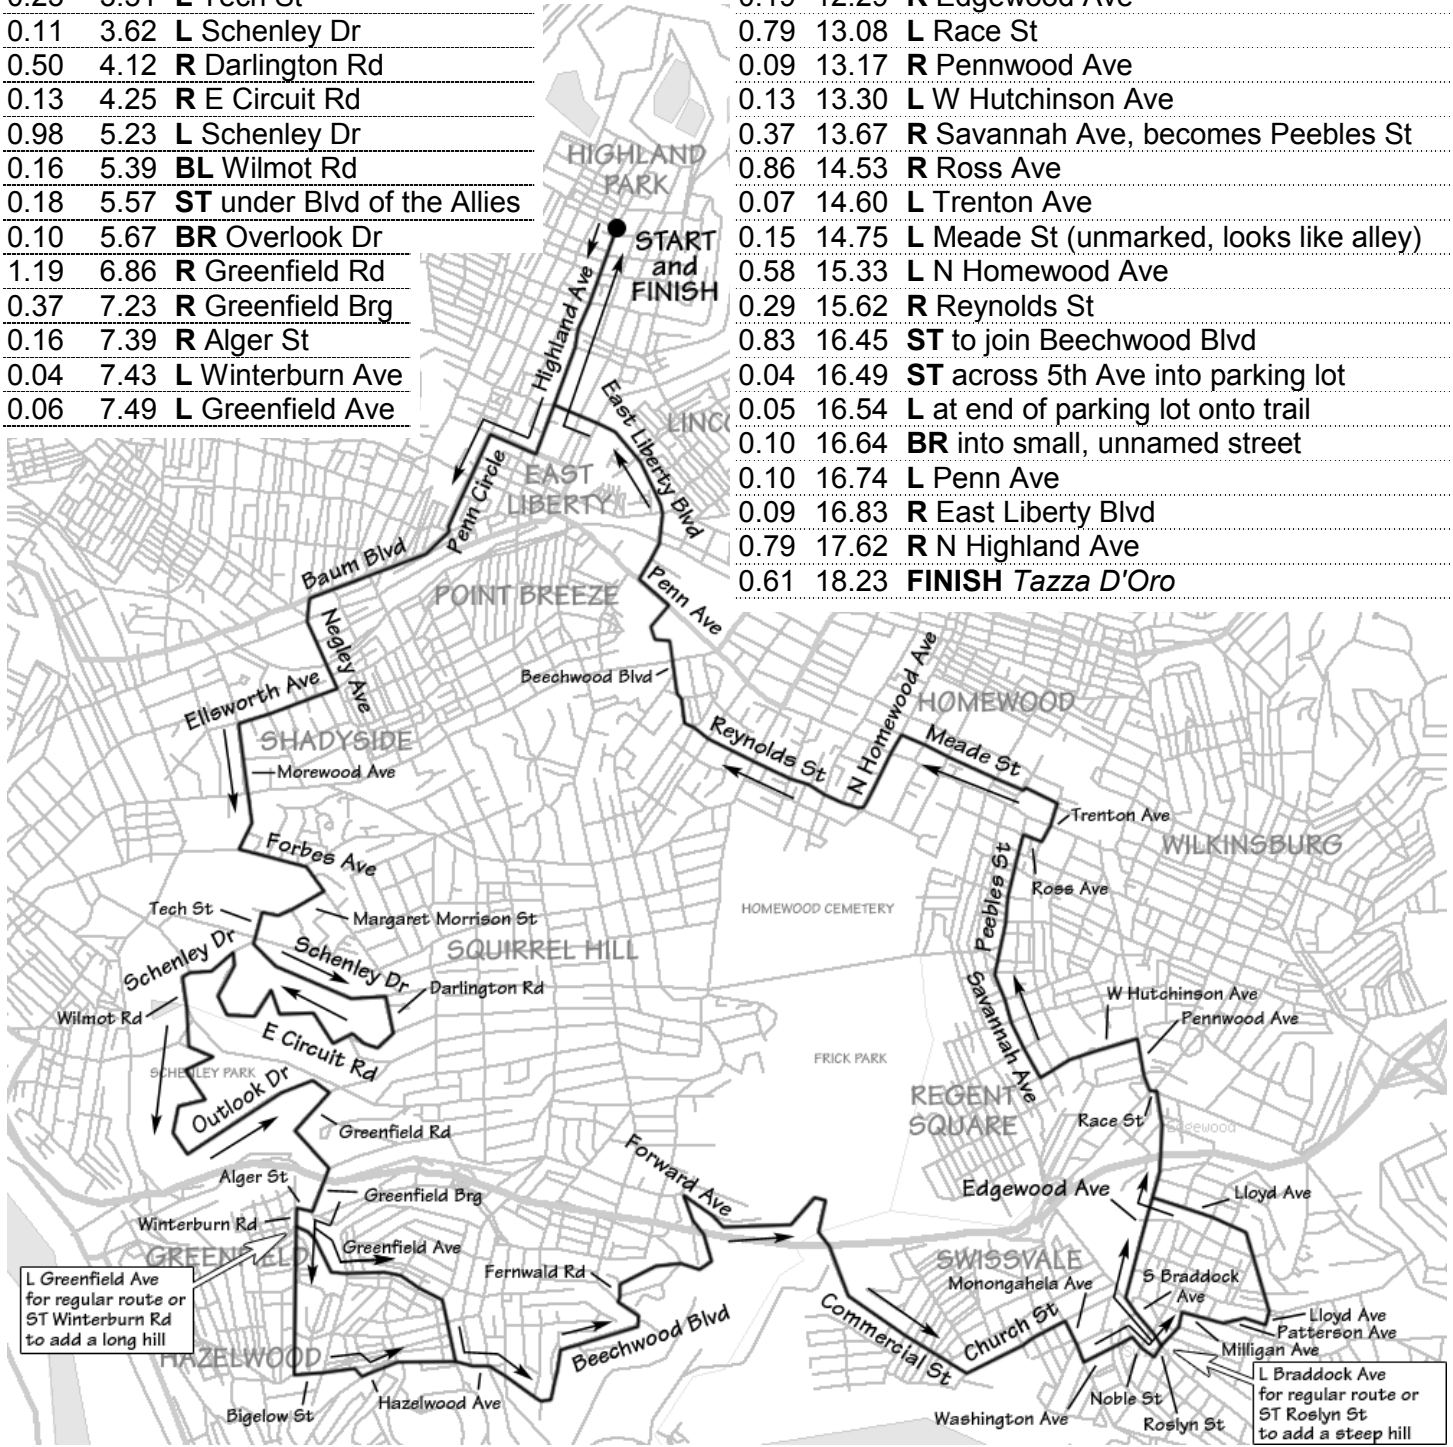 0.11 3.62 L Schenley Dr
0.50 4.12 R Darlington Rd
0.13 4.25 R E Circuit Rd
0.98 5.23 L Schenley Dr
0.16 5.39 BL Wilmot Rd
0.18 5.57 ST under Blvd of the Allies
0.10 5.67 BR Overlook Dr
1.19 6.86 R Greenfield Rd
0.37 7.23 R Greenfield Brg
0.16 7.39 R Alger St
0.04 7.43 L Winterburn Ave
0.06 7.49 L Greenfield Ave
R Edgewood Ave
0.79 13.08 L Race St
0.09 13.17 R Pennwood Ave
0.13 13.30 L W Hutchinson Ave
0.37 13.67 R Savannah Ave, becomes Peebles St
0.86 14.53 R Ross Ave
0.07 14.60 L Trenton Ave
0.15 14.75 L Meade St (unmarked, looks like alley)
0.58 15.33 L N Homewood Ave
0.29 15.62 R Reynolds St
0.83 16.45 ST to join Beechwood Blvd
0.04 16.49 ST across 5th Ave into parking lot
0.05 16.54 L at end of parking lot onto trail
0.10 16.64 BR into small, unnamed street
0.10 16.74 L Penn Ave
0.09 16.83 R East Liberty Blvd
0.79 17.62 R N Highland Ave
0.61 18.23 FINISH Tazza D'Oro
HIGHLAND
PARK
START
and
FINISH
Highland Ave
East Liberty Blvd
LINCO
Penn Circle
EAST
LIBERTY
Baum Blvd
POINT BREEZE
Penn Ave
Negley Ave
Beechwood Blvd
Ellsworth Ave
SHADYSIDE
Morewood Ave
N Homewood Ave
HOMEWOOD
Reynolds St
Meade St
Trenton Ave
WILKINSBURG
Forbes Ave
Peebles St
Ross Ave
Tech St
Margaret Morrison St
HOMEWOOD CEMETERY
Schenley Dr
Schenley Dr
SQUIRREL HILL
Darlington Rd
Wilmot Rd
E Circuit Rd
Savannah Ave
W Hutchinson Ave
Pennwood Ave
FRICK PARK
SCHENLEY PARK
Outlook Dr
REGENT
SQUARE
Race St
Edgewood
Greenfield Rd
Forward Ave
Alger St
Greenfield Brg
Edgewood Ave
Lloyd Ave
Winterburn Rd
GREENFIELD
Greenfield Ave
Fernwald Rd
SWISSVALE
Monongahela Ave
S Braddock
Ave
L Greenfield Ave
for regular route or
ST Winterburn Rd
to add a long hill
HAZELWOOD
Beechwood Blvd
Commercial St
Church St
Lloyd Ave
Patterson Ave
Milligan Ave
Bigelow St
Hazelwood Ave
Washington Ave
Noble St
Roslyn St
L Braddock Ave
for regular route or
ST Roslyn St
to add a steep hill